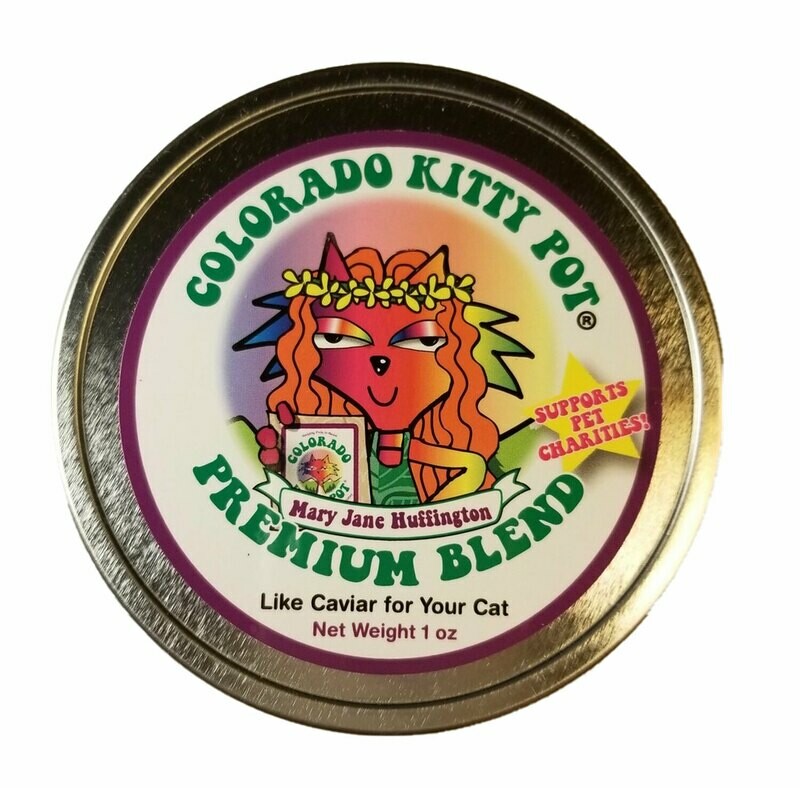 COLORADO KITTY POT®
SUPPORTS
PET
CHARITIES!
COLORADO
POT
Mary Jane Huffington
PREMIUM BLEND
Like Caviar for Your Cat
Net Weight 1 oz